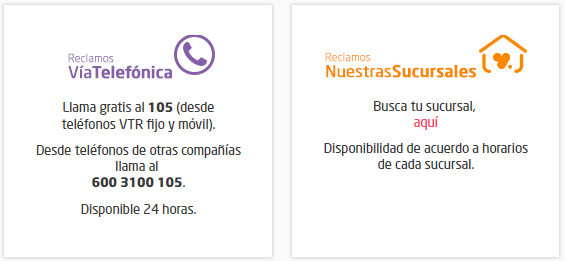 Reclamos
VíaTelefónica
Llama gratis al 105 (desde
teléfonos VTR fijo y móvil).
Desde teléfonos de otras compañías
llama al
600 3100 105.
Disponible 24 horas.
Reclamos
NuestrasSucursales
Busca tu sucursal,
aquí
Disponibilidad de acuerdo a horarios
de cada sucursal.